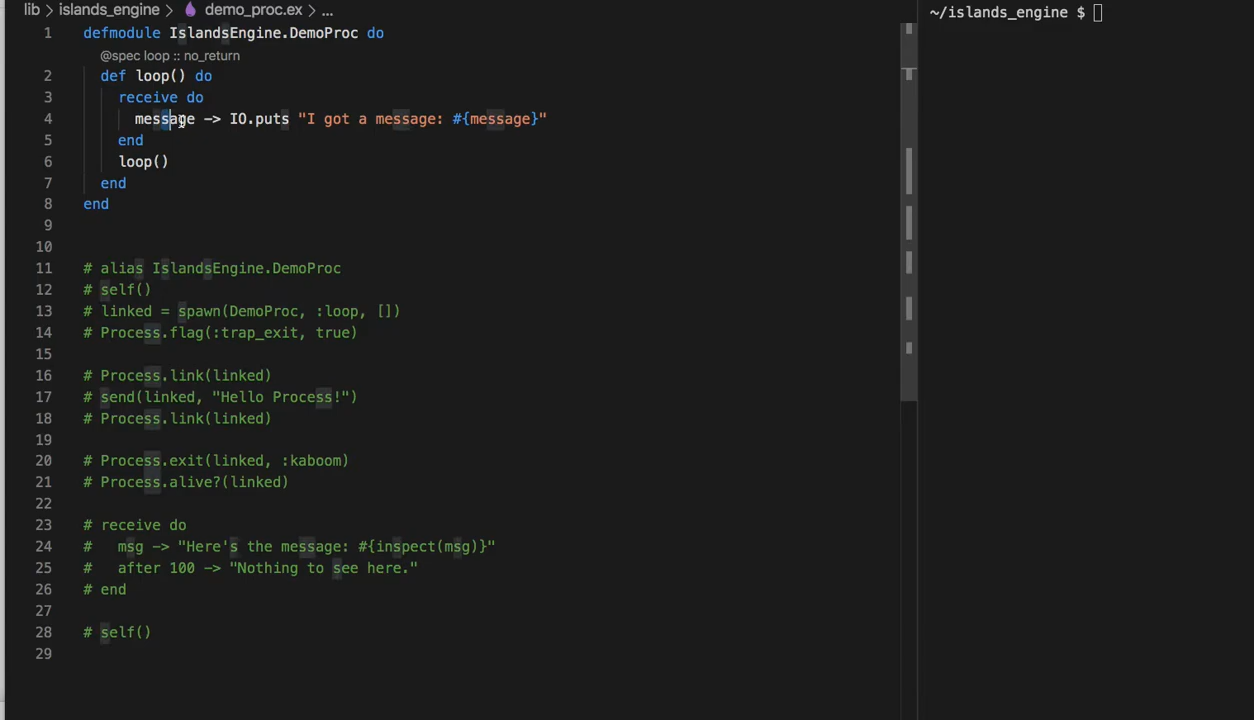 lib > islands_engine > demo_proc.ex > ...
~/islands_engine $
1 defmodule IslandsEngine.DemoProc do
@spec loop :: no_return
2 def loop() do
3 receive do
4 message -> IO.puts "I got a message: #{message}"
5 end
6 loop()
7 end
8 end
9
10
11 # alias IslandsEngine.DemoProc
12 # self()
13 # linked = spawn(DemoProc, :loop, [])
14 # Process.flag(:trap_exit, true)
15
16 # Process.link(linked)
17 # send(linked, "Hello Process!")
18 # Process.link(linked)
19
20 # Process.exit(linked, :kaboom)
21 # Process.alive?(linked)
22
23 # receive do
24 # msg -> "Here's the message: #{inspect(msg)}"
25 # after 100 -> "Nothing to see here."
26 # end
27
28 # self()
29